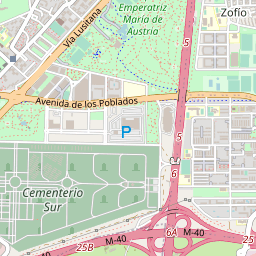 Emperatriz
María de
Austria
Zofío
Vía Lusitana
5
Avenida de los Poblados
5
P
6
Cementerio
Sur
6A
M-40
25B
M-40
25